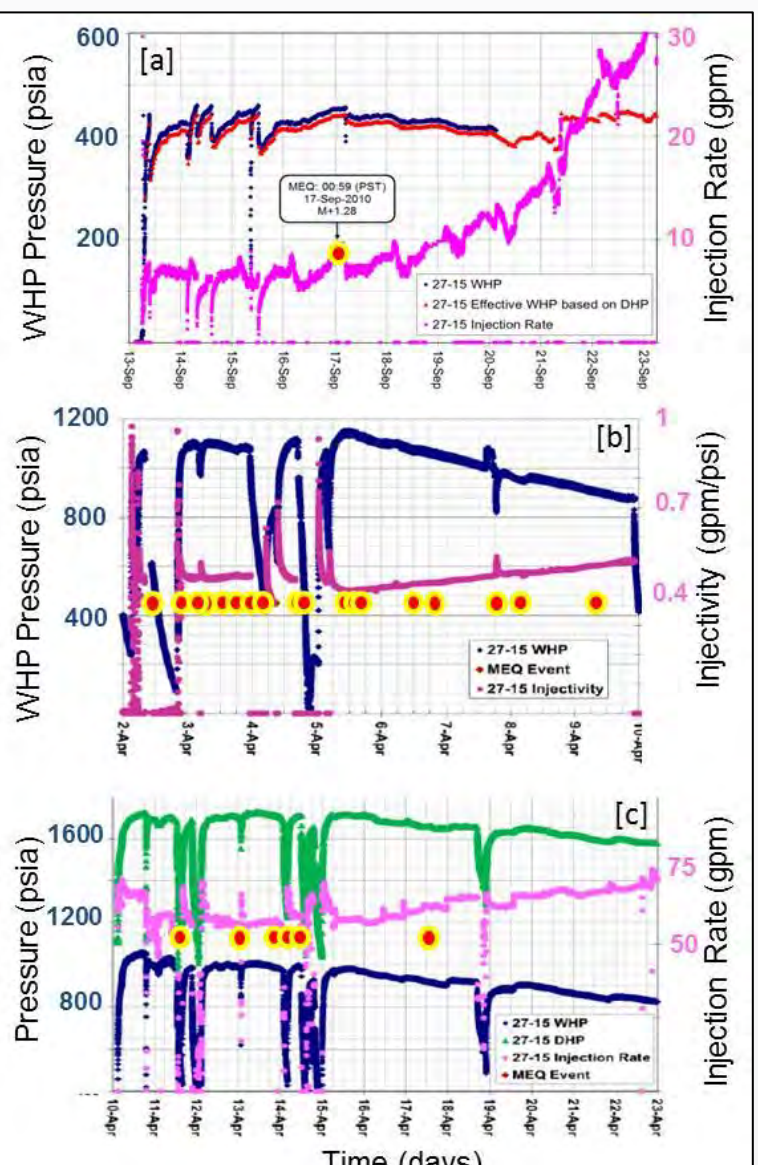 [a]
600
400
200
WHP Pressure (psia)
30
20
10
Injection Rate (gpm)
MEQ: 00:59 (PST)
17-Sep-2010
M+1.28
27-15 WHP
27-15 Effective WHP based on DHP
27-15 Injection Rate
13-Sep
14-Sep
15-Sep
16-Sep
17-Sep
18-Sep
19-Sep
20-Sep
21-Sep
22-Sep
23-Sep
[b]
1200
800
400
WHP Pressure (psia)
1
0.7
0.4
Injectivity (gpm/psi)
27-15 WHP
MEQ Event
27-15 Injectivity
2-Apr
3-Apr
4-Apr
5-Apr
6-Apr
7-Apr
8-Apr
9-Apr
10-Apr
[c]
1600
1200
800
Pressure (psia)
75
50
Injection Rate (gpm)
27-15 WHP
27-15 DHP
27-15 Injection Rate
MEQ Event
10-Apr
11-Apr
12-Apr
13-Apr
14-Apr
15-Apr
16-Apr
17-Apr
18-Apr
19-Apr
20-Apr
21-Apr
22-Apr
23-Apr
Time (days)